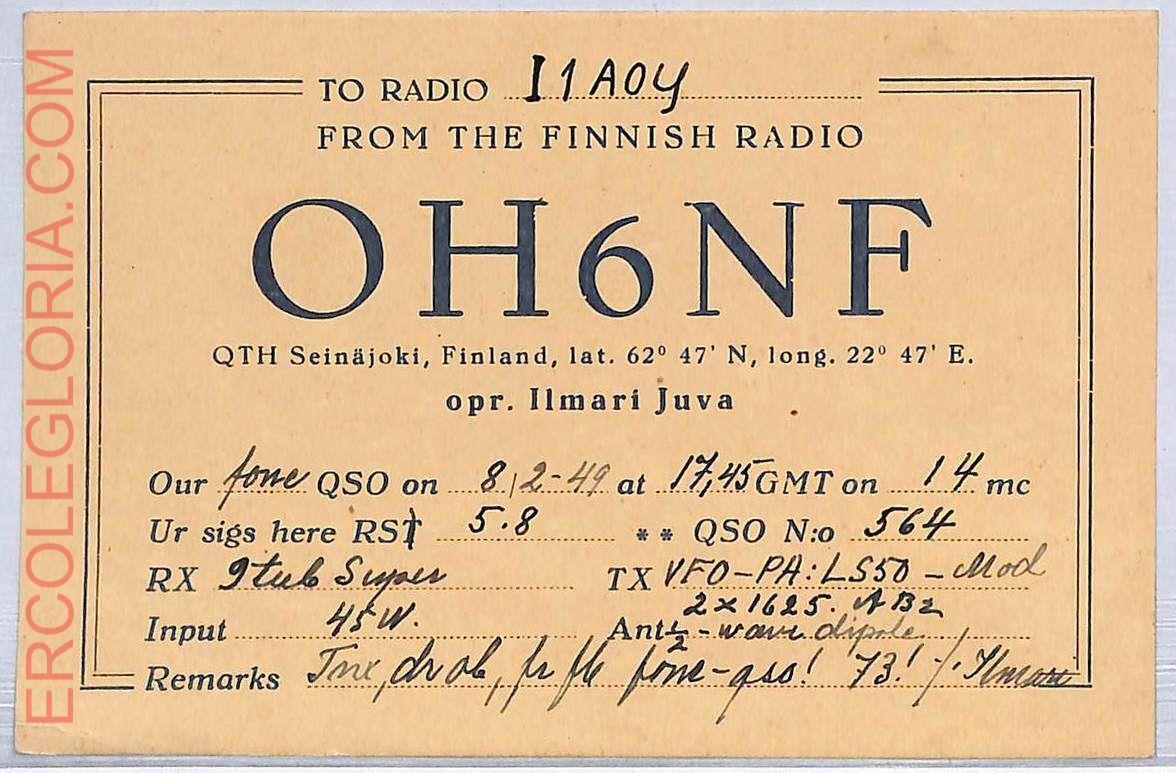 ERCOLEGLORIA.COM
TO RADIO I1AOY
FROM THE FINNISH RADIO
OH6NF
QTH Seinäjoki, Finland, lat. 62° 47' N, long. 22° 47' E.
opr. Ilmari Juva
Our fone QSO on 8/2-49 at 17,45 GMT on 14 mc
Ur sigs here RST 5.8 ** QSO N:o 564
RX 9 tub Super TX VFO-PA:LS50 - Mod
2x1625. AB2
Input 45W. Ant ½-wave dipole
Remarks Tnx, dr ob, fr fb fone-qso! 73! Ilmari